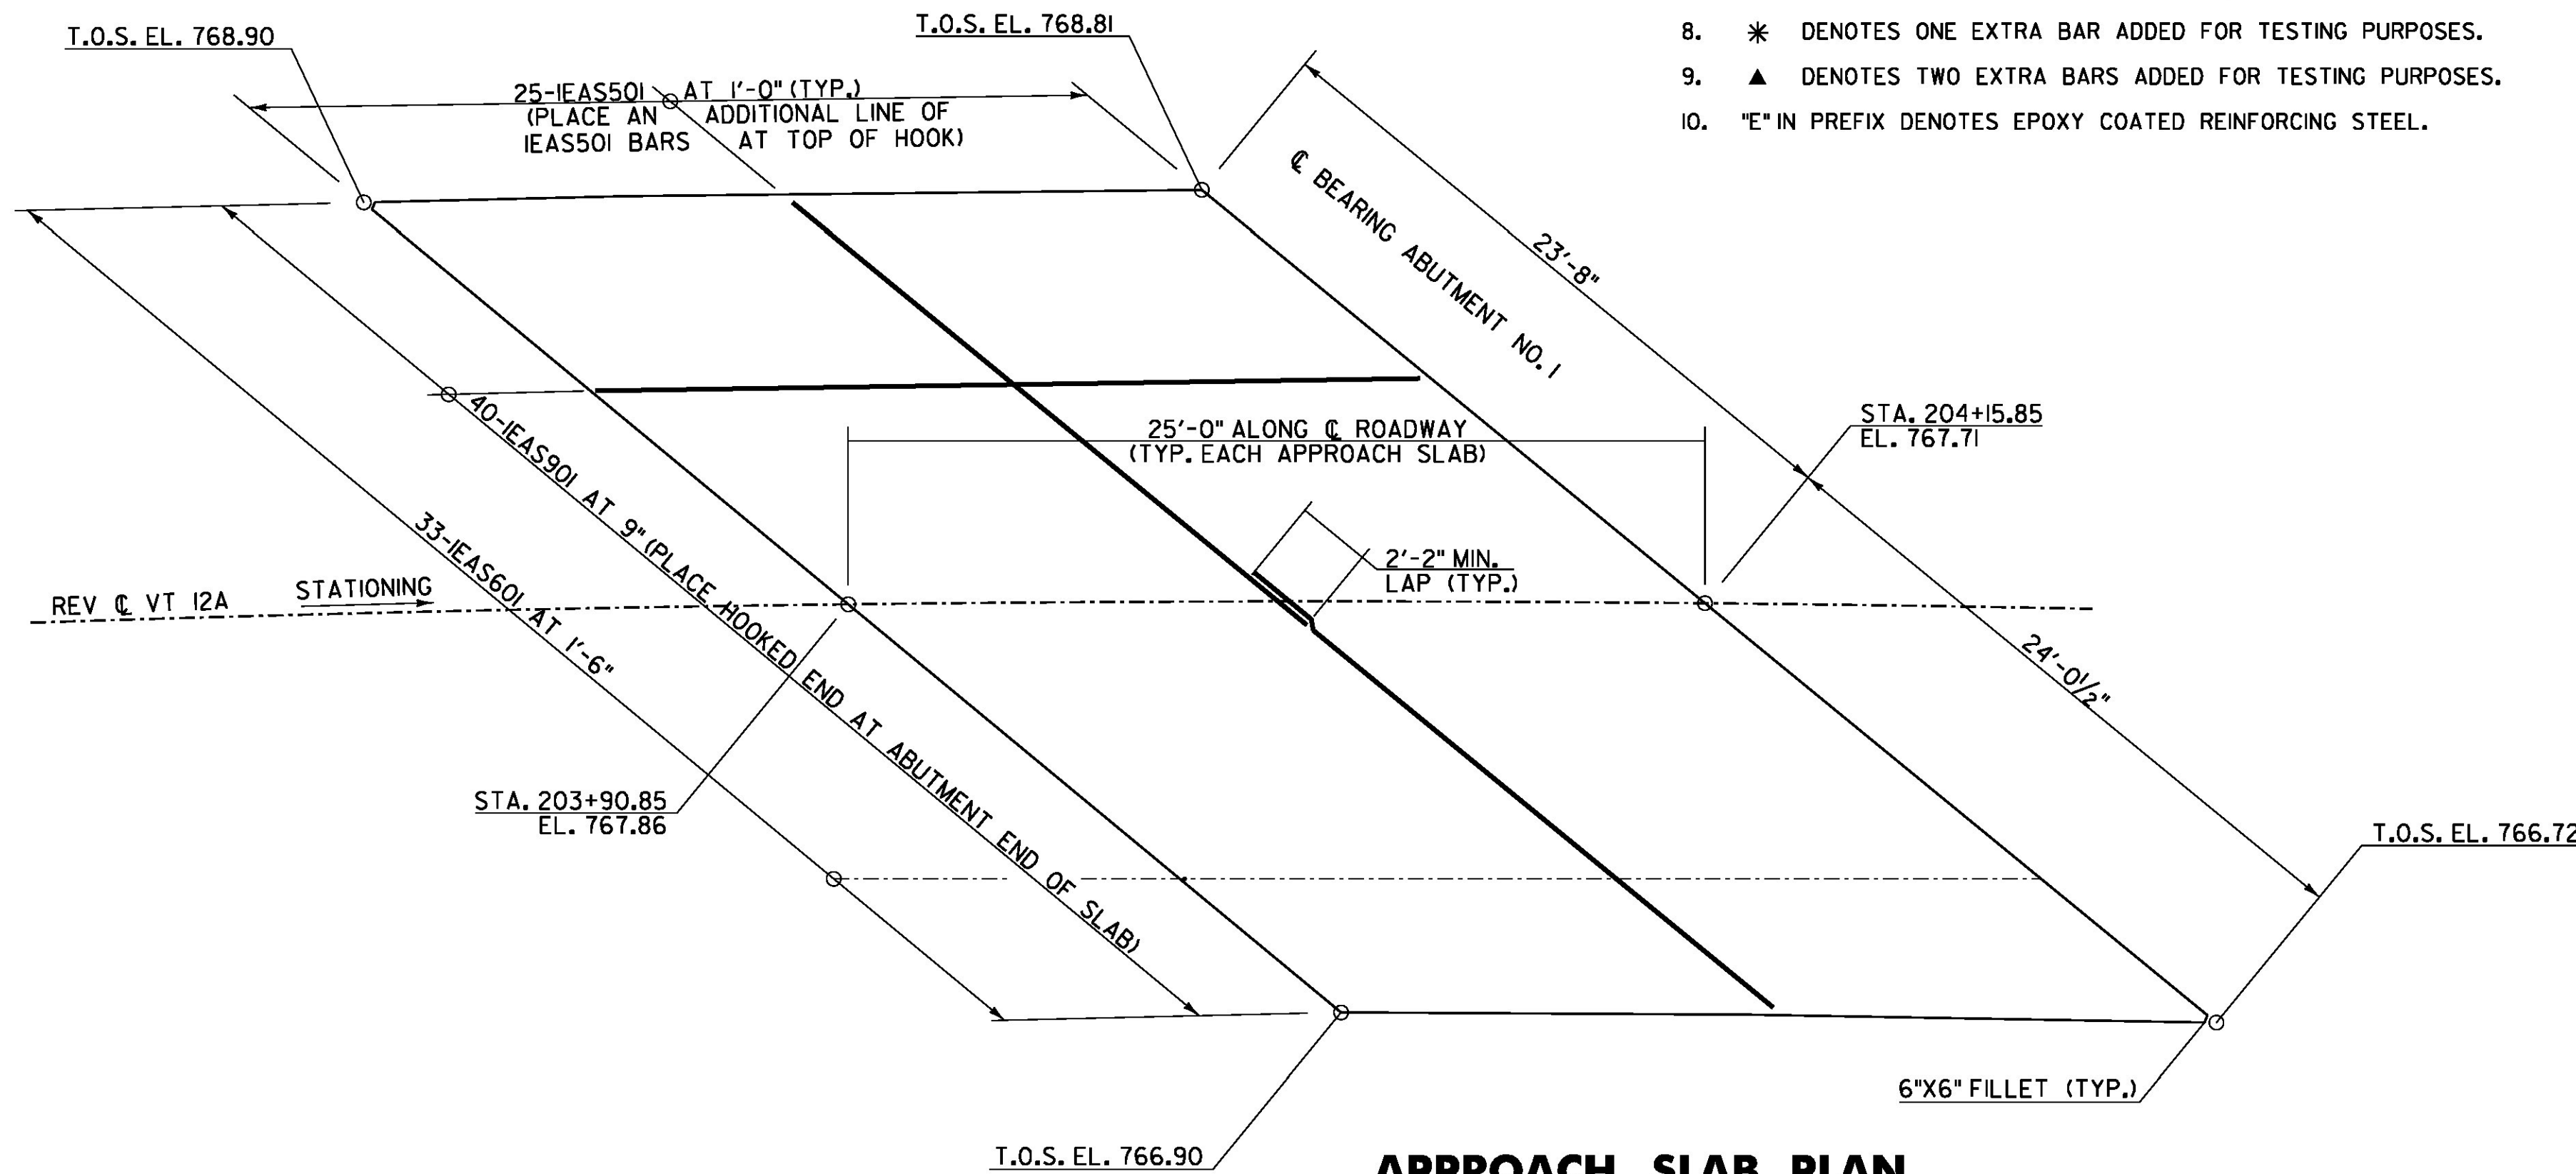 T.O.S. EL. 768.90
T.O.S. EL. 768.81
8. ✳ DENOTES ONE EXTRA BAR ADDED FOR TESTING PURPOSES.
9. ▲ DENOTES TWO EXTRA BARS ADDED FOR TESTING PURPOSES.
10. "E" IN PREFIX DENOTES EPOXY COATED REINFORCING STEEL.
25-1EAS501 AT 1'-0" (TYP.)
(PLACE AN ADDITIONAL LINE OF
1EAS501 BARS AT TOP OF HOOK)
℄ BEARING ABUTMENT NO. 1
23'-8"
40-1EAS901 AT 9" (PLACE HOOKED END AT ABUTMENT END OF SLAB)
33-1EAS601 AT 1'-6"
25'-0" ALONG ℄ ROADWAY
(TYP. EACH APPROACH SLAB)
STA. 204+15.85
EL. 767.71
2'-2" MIN.
LAP (TYP.)
REV ℄ VT 12A
STATIONING
24'-0½"
STA. 203+90.85
EL. 767.86
T.O.S. EL. 766.72
6"X6" FILLET (TYP.)
T.O.S. EL. 766.90
APPROACH SLAB PLAN